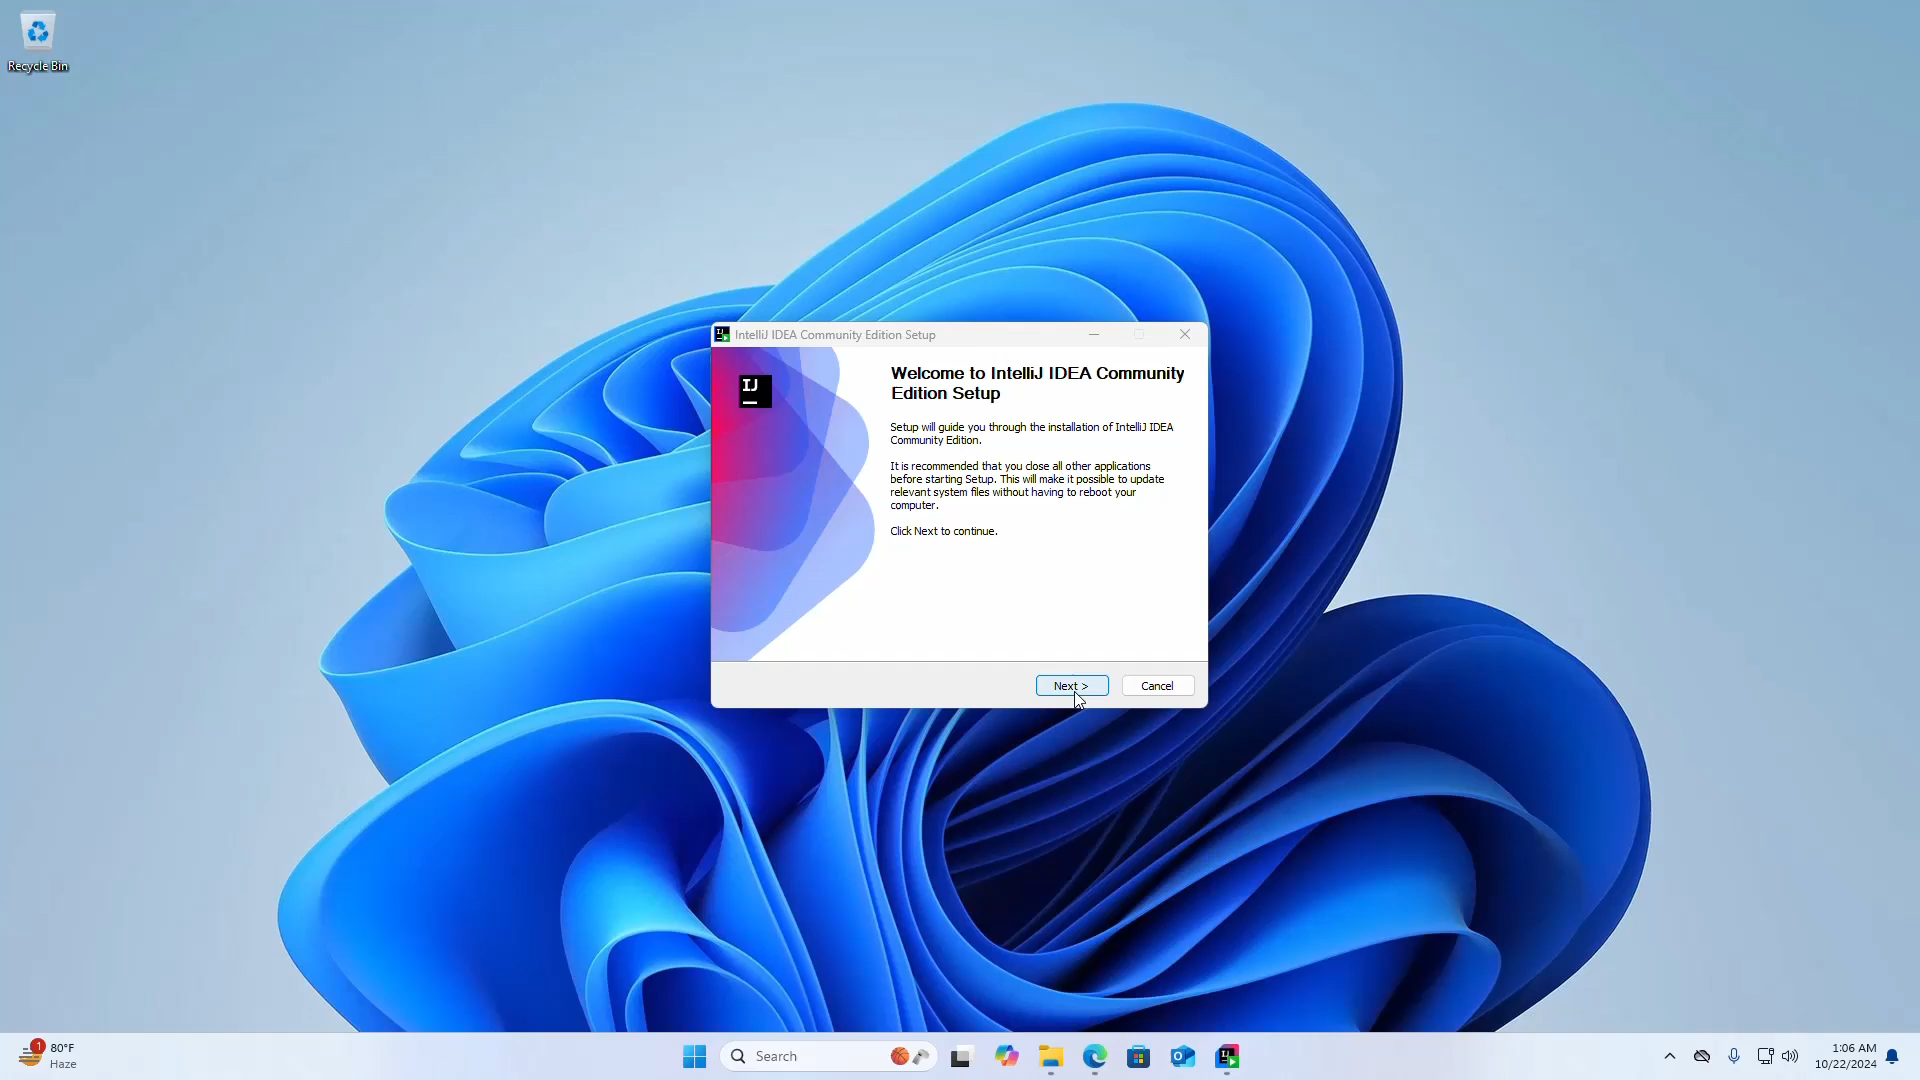 Recycle Bin
IntelliJ IDEA Community Edition Setup
IJ
Welcome to IntelliJ IDEA Community
Edition Setup
Setup will guide you through the installation of IntelliJ IDEA
Community Edition.
It is recommended that you close all other applications
before starting Setup. This will make it possible to update
relevant system files without having to reboot your
computer.
Click Next to continue.
Next >
Cancel
1
80°F
Haze
Search
1:06 AM
10/22/2024